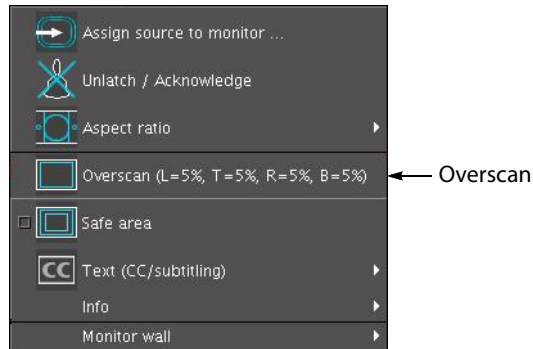 Assign source to monitor ...
Unlatch / Acknowledge
Aspect ratio
Overscan (L=5%, T=5%, R=5%, B=5%)
Overscan
Safe area
CC Text (CC/subtitling)
Info
Monitor wall